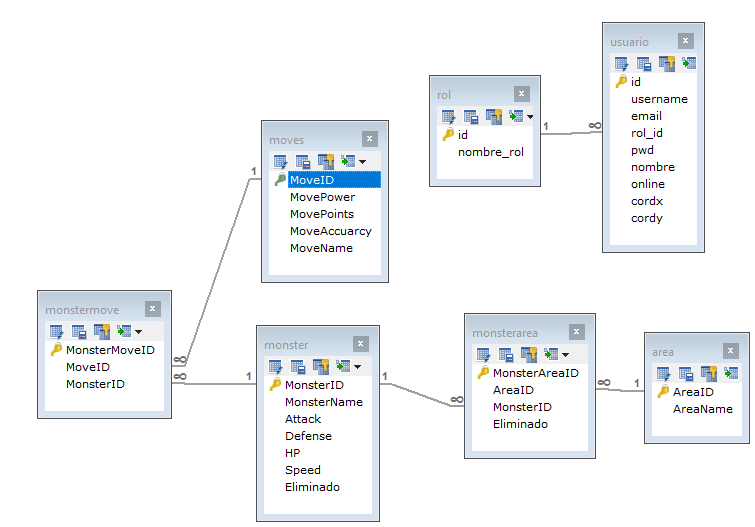 usuario
id
username
email
rol_id
pwd
nombre
online
cordx
cordy
rol
id
nombre_rol
1
∞
moves
MoveID
MovePower
MovePoints
MoveAccuarcy
MoveName
1
monstermove
MonsterMoveID
MoveID
MonsterID
∞
∞
1
monster
MonsterID
MonsterName
Attack
Defense
HP
Speed
Eliminado
1
∞
monsterarea
MonsterAreaID
AreaID
MonsterID
Eliminado
∞
1
area
AreaID
AreaName